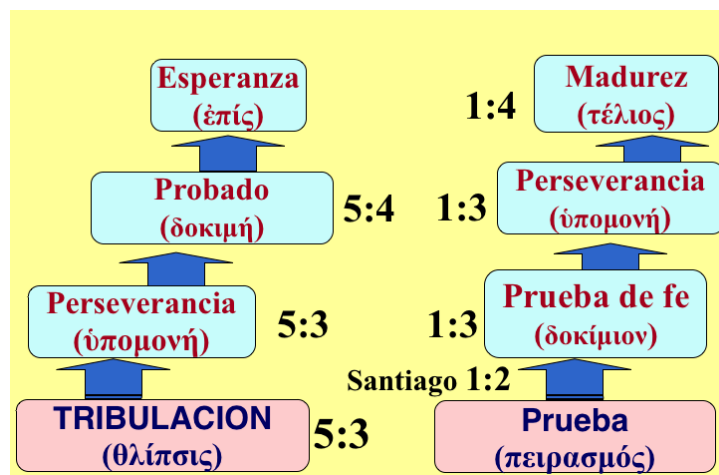 Esperanza
(ἐπίς)
Probado
(δοκιμή)
5:4
Perseverancia
(ὑπομονή)
5:3
TRIBULACION
(θλίπσις)
5:3
Madurez
(τέλιος)
1:4
Perseverancia
(ὑπομονή)
1:3
Prueba de fe
(δοκίμιον)
1:3
Santiago 1:2
Prueba
(πειρασμός)